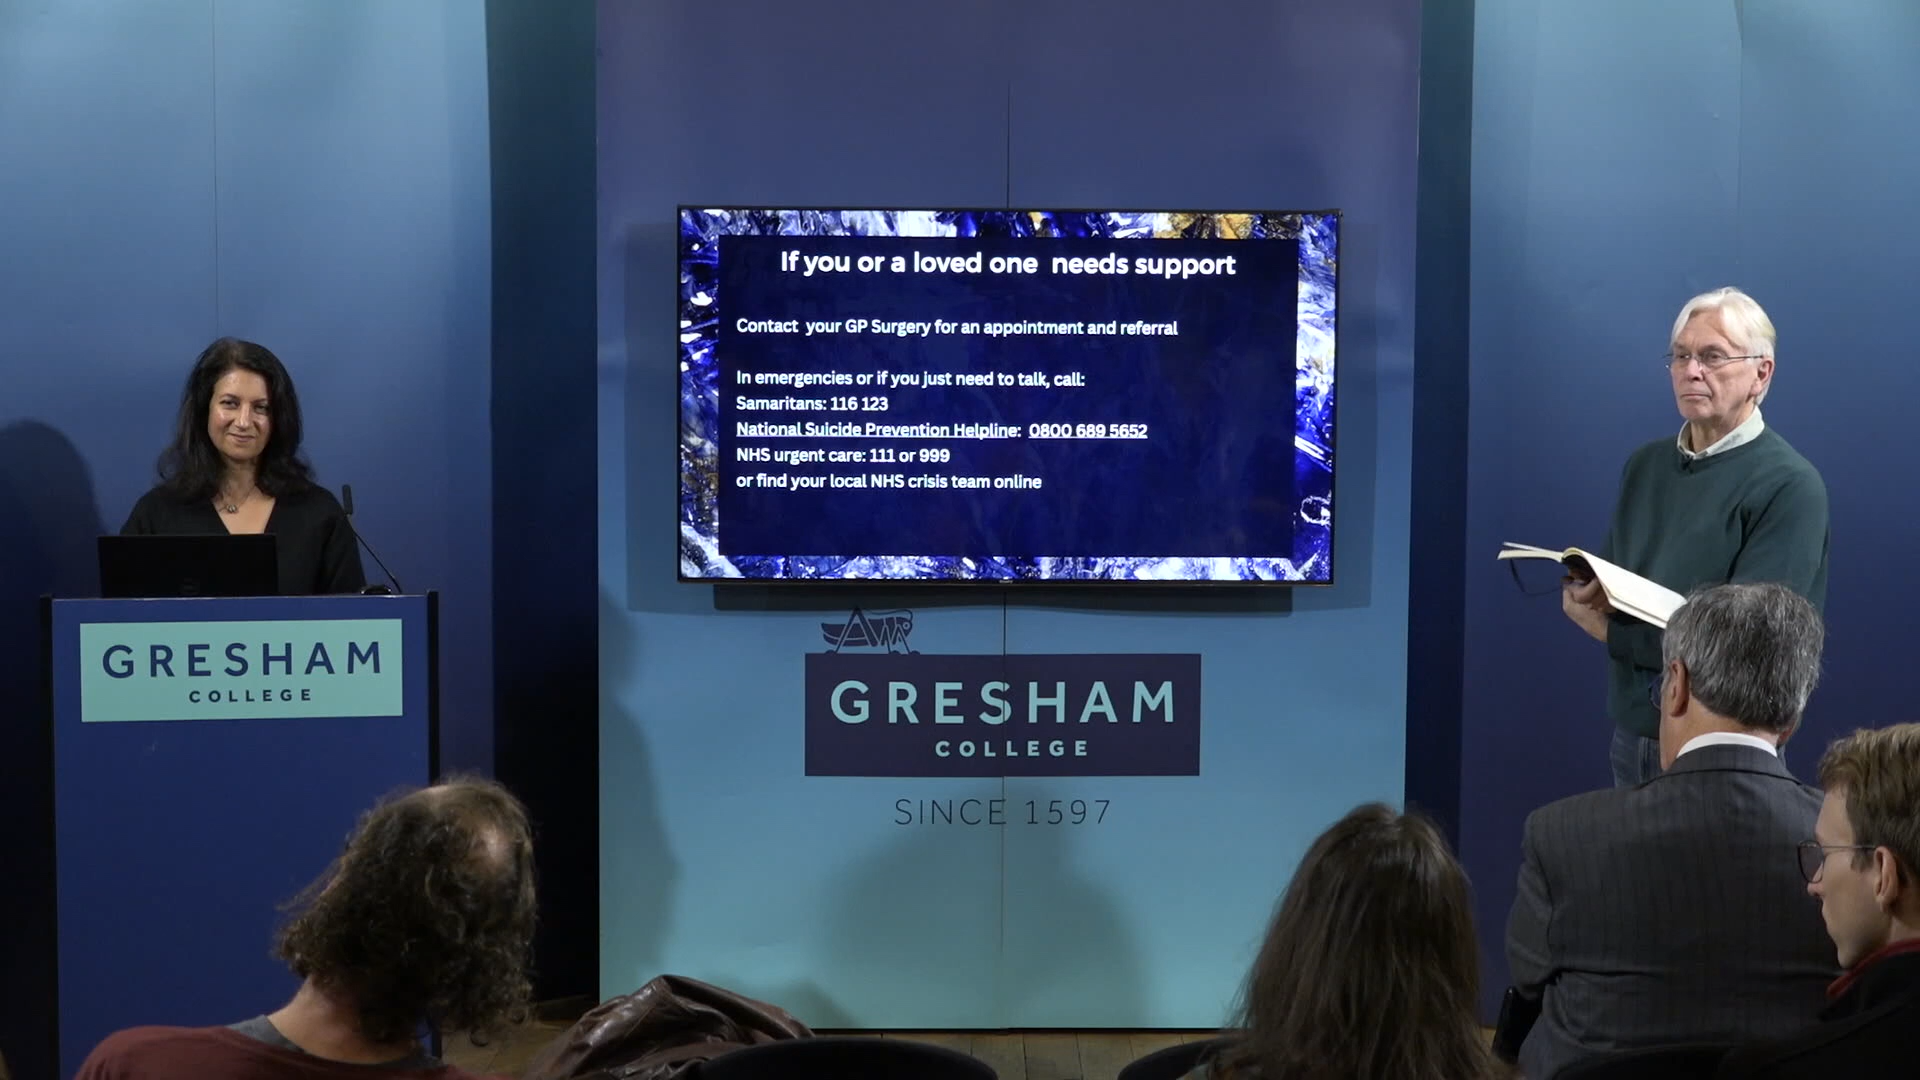 If you or a loved one needs support
Contact your GP Surgery for an appointment and referral
In emergencies or if you just need to talk, call:
Samaritans: 116 123
National Suicide Prevention Helpline: 0800 689 5652
NHS urgent care: 111 or 999
or find your local NHS crisis team online
GRESHAM
COLLEGE
GRESHAM
COLLEGE
SINCE 1597